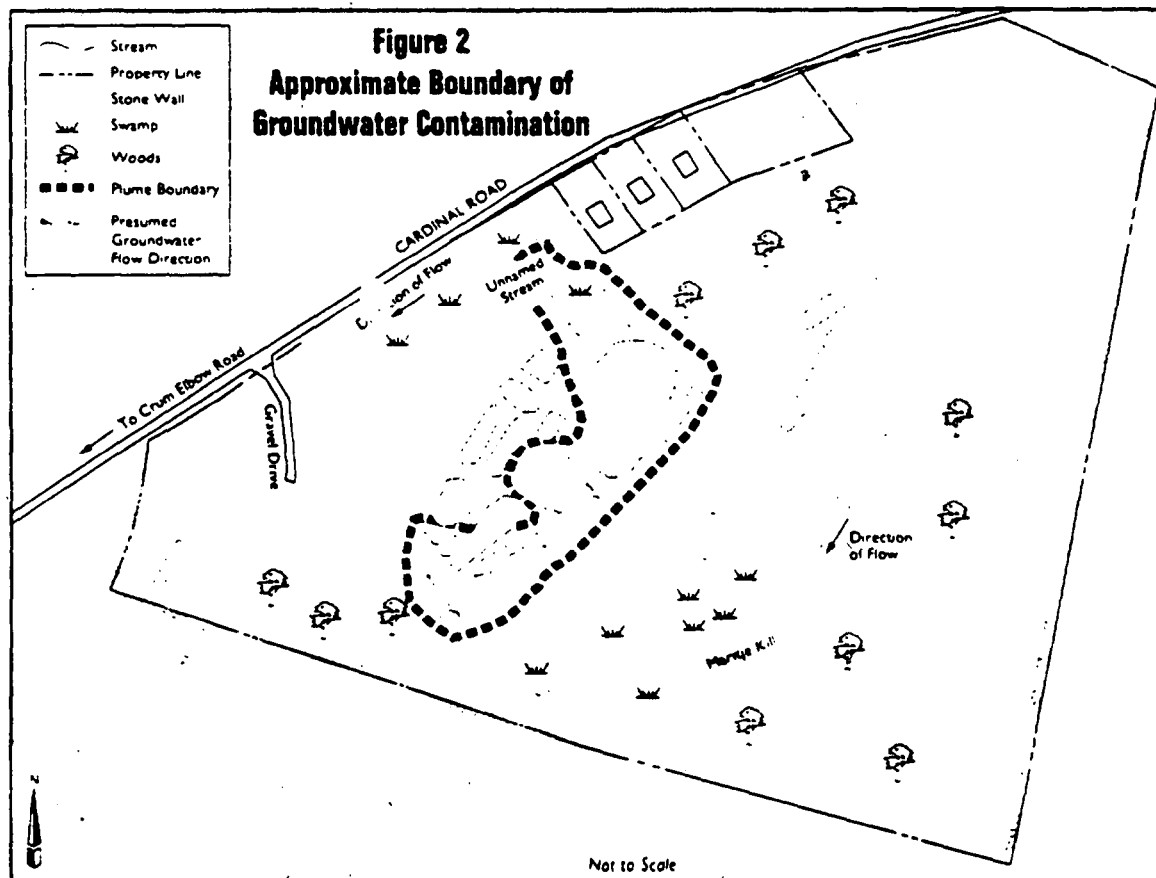 Figure 2
Approximate Boundary of
Groundwater Contamination
Stream
Property Line
Stone Wall
Swamp
Woods
Plume Boundary
Presumed
Groundwater
Flow Direction
CARDINAL ROAD
of Flow
Unnamed
Stream
To Crum Elbow Road
Gravel Drive
Direction
of Flow
Not to Scale